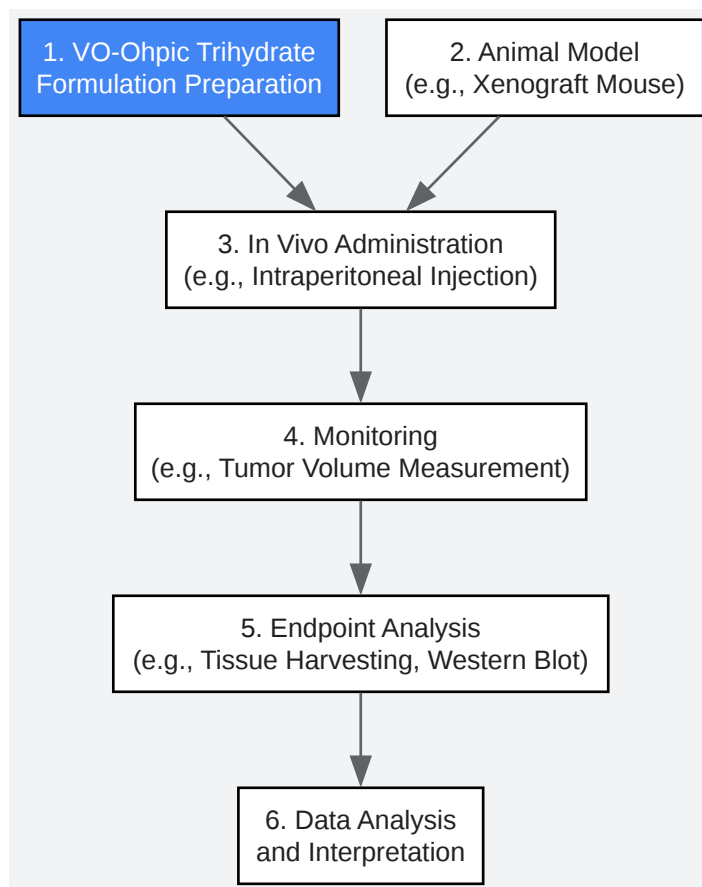 1. VO-Ohpic Trihydrate
Formulation Preparation
2. Animal Model
(e.g., Xenograft Mouse)
3. In Vivo Administration
(e.g., Intraperitoneal Injection)
4. Monitoring
(e.g., Tumor Volume Measurement)
5. Endpoint Analysis
(e.g., Tissue Harvesting, Western Blot)
6. Data Analysis
and Interpretation